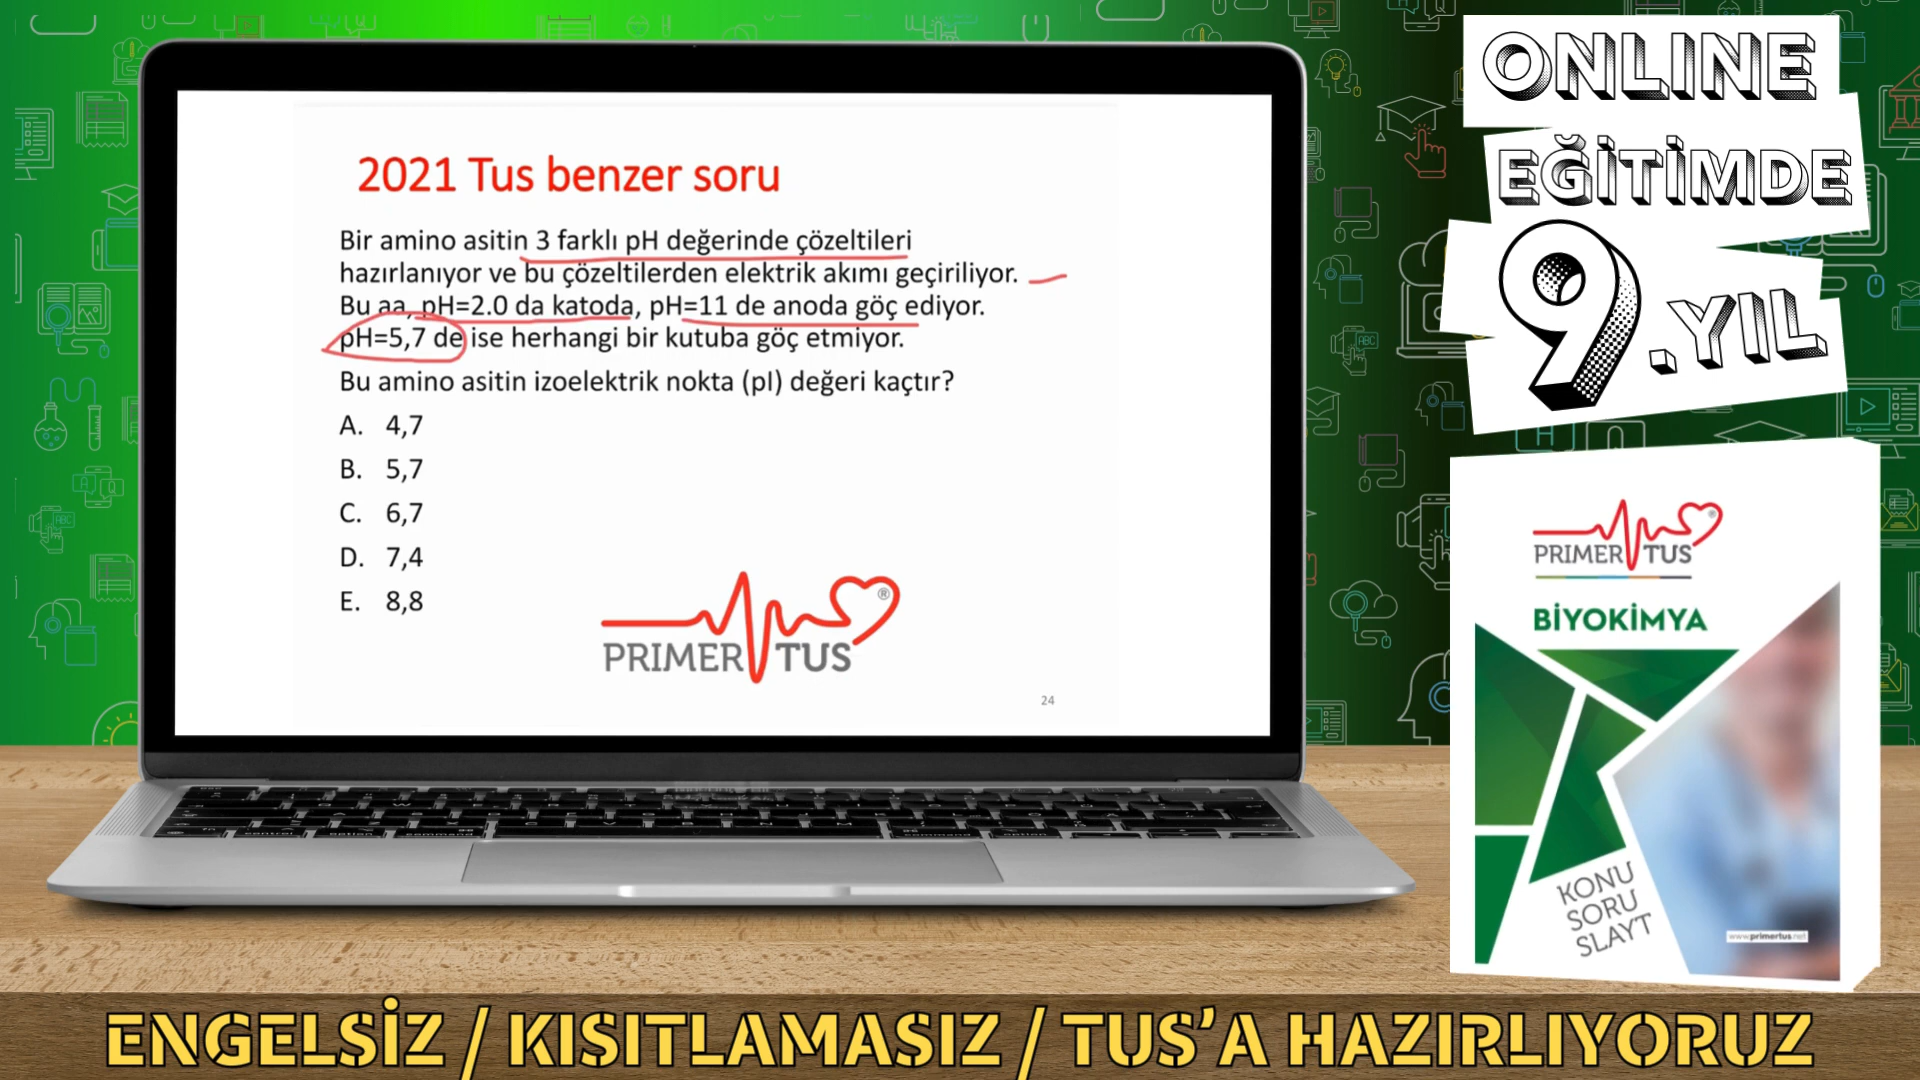 2021 Tus benzer soru
Bir amino asitin 3 farklı pH değerinde çözeltileri
hazırlanıyor ve bu çözeltilerden elektrik akımı geçiriliyor.
Bu aa, pH=2.0 da katoda, pH=11 de anoda göç ediyor.
pH=5,7 de ise herhangi bir kutuba göç etmiyor.
Bu amino asitin izoelektrik nokta (pI) değeri kaçtır?
A. 4,7
B. 5,7
C. 6,7
D. 7,4
E. 8,8
PRIMER TUS ®
24
ONLINE
EĞİTİMDE
9.YIL
PRIMER TUS ®
BİYOKİMYA
KONU
SORU
SLAYT
www.primertus.net
ENGELSİZ / KISITLAMASIZ / TUS'A HAZIRLIYORUZ